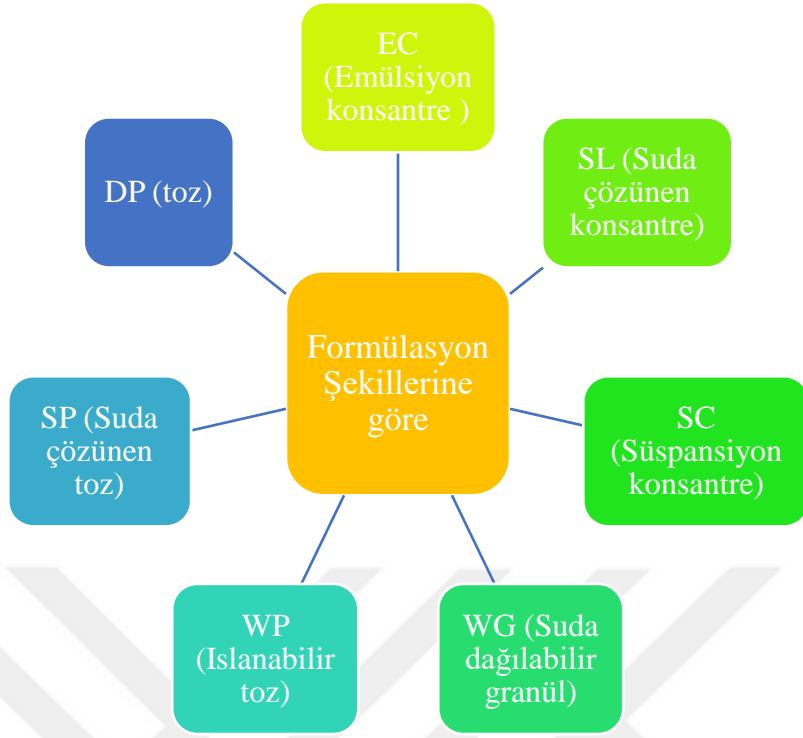 EC
(Emülsiyon
konsantre )
SL (Suda
çözünen
konsantre)
SC
(Süspansiyon
konsantre)
WG (Suda
dağılabilir
granül)
WP
(Islanabilir
toz)
SP (Suda
çözünen
toz)
DP (toz)
Formülasyon
Şekillerine
göre